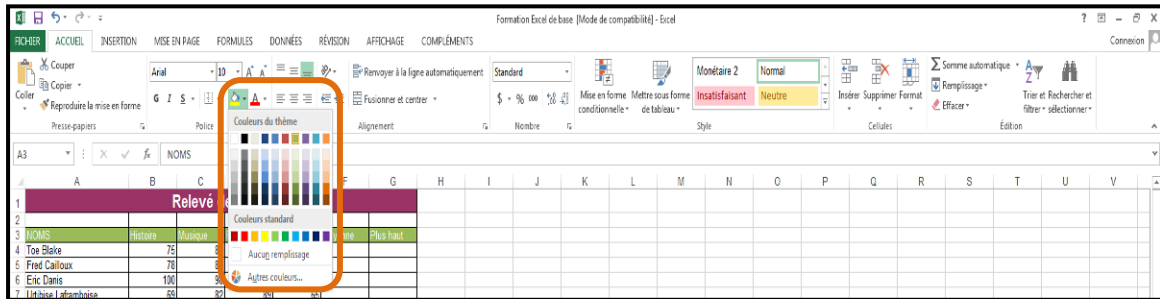 Formation Excel de base [Mode de compatibilité] - Excel
FICHIER ACCUEIL INSERTION MISE EN PAGE FORMULES DONNÉES RÉVISION AFFICHAGE COMPLÉMENTS Connexion
Coller
Couper
Copier
Reproduire la mise en forme
Presse-papiers
Arial 10
G I S
Police
Renvoyer à la ligne automatiquement
Fusionner et centrer
Alignement
Standard
$ - % 000
Nombre
Mise en forme conditionnelle
Mettre sous forme de tableau
Monétaire 2 Normal
Insatisfaisant Neutre
Style
Insérer Supprimer Format
Cellules
Somme automatique
Remplissage
Effacer
Trier et filtrer
Rechercher et sélectionner
Édition
Couleurs du thème
Couleurs standard
Aucun remplissage
Autres couleurs...
A3 fx NOMS
A B C F G H I J K L M N O P Q R S T U V
1 Relevé
2
3 NOMS Histoire Musique Plus haut
4 Toe Blake 75
5 Fred Cailloux 78
6 Eric Danis 100
7 Urtibise Laframboise 69 82 89 65